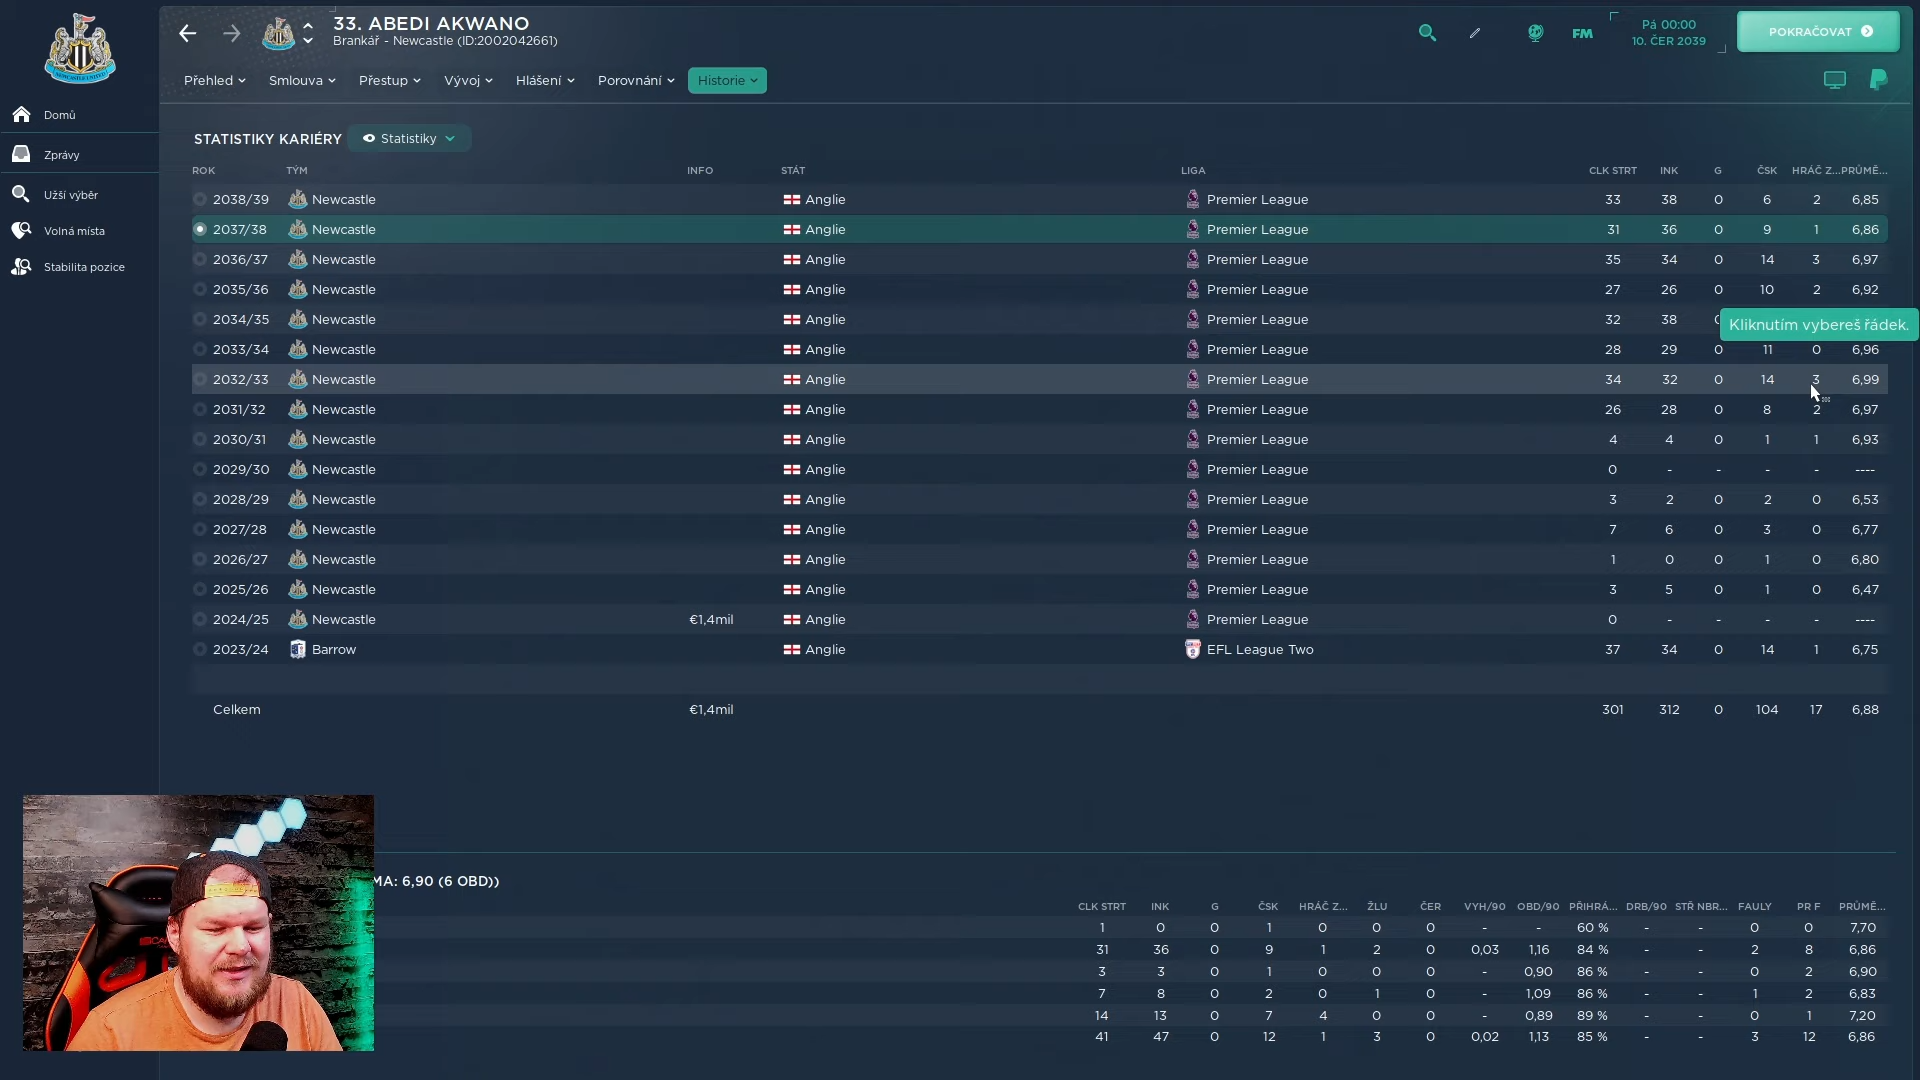 33. ABEDI AKWANO
Brankář - Newcastle (ID:2002042661)
FM
Pá 00:00
10. ČER 2039
POKRAČOVAT
Přehled
Smlouva
Přestup
Vývoj
Hlášení
Porovnání
Historie
Domů
Zprávy
Užší výběr
Volná místa
Stabilita pozice
STATISTIKY KARIÉRY
Statistiky
ROK TÝM INFO STÁT LIGA CLK STRT INK G ČSK HRÁČ Z... PRŮMĚ...
2038/39 Newcastle Anglie Premier League 33 38 0 6 2 6,85
2037/38 Newcastle Anglie Premier League 31 36 0 9 1 6,86
2036/37 Newcastle Anglie Premier League 35 34 0 14 3 6,97
2035/36 Newcastle Anglie Premier League 27 26 0 10 2 6,92
2034/35 Newcastle Anglie Premier League 32 38
Kliknutím vybereš řádek.
2033/34 Newcastle Anglie Premier League 28 29 0 11 0 6,96
2032/33 Newcastle Anglie Premier League 34 32 0 14 3 6,99
2031/32 Newcastle Anglie Premier League 26 28 0 8 2 6,97
2030/31 Newcastle Anglie Premier League 4 4 0 1 1 6,93
2029/30 Newcastle Anglie Premier League 0 - - - - ----
2028/29 Newcastle Anglie Premier League 3 2 0 2 0 6,53
2027/28 Newcastle Anglie Premier League 7 6 0 3 0 6,77
2026/27 Newcastle Anglie Premier League 1 0 0 1 0 6,80
2025/26 Newcastle Anglie Premier League 3 5 0 1 0 6,47
2024/25 Newcastle €1,4mil Anglie Premier League 0 - - - - ----
2023/24 Barrow Anglie EFL League Two 37 34 0 14 1 6,75
Celkem €1,4mil 301 312 0 104 17 6,88
MA: 6,90 (6 OBD))
CLK STRT INK G ČSK HRÁČ Z... ŽLU ČER VYH/90 OBD/90 PŘIHRÁ... DRB/90 STŘ NBR... FAULY PR F PRŮMĚ...
1 0 0 1 0 0 0 - - 60 % - - 0 0 7,70
31 36 0 9 1 2 0 0,03 1,16 84 % - - 2 8 6,86
3 3 0 1 0 0 0 - 0,90 86 % - - 0 2 6,90
7 8 0 2 0 1 0 - 1,09 86 % - - 1 2 6,83
14 13 0 7 4 0 0 - 0,89 89 % - - 0 1 7,20
41 47 0 12 1 3 0 0,02 1,13 85 % - - 3 12 6,86